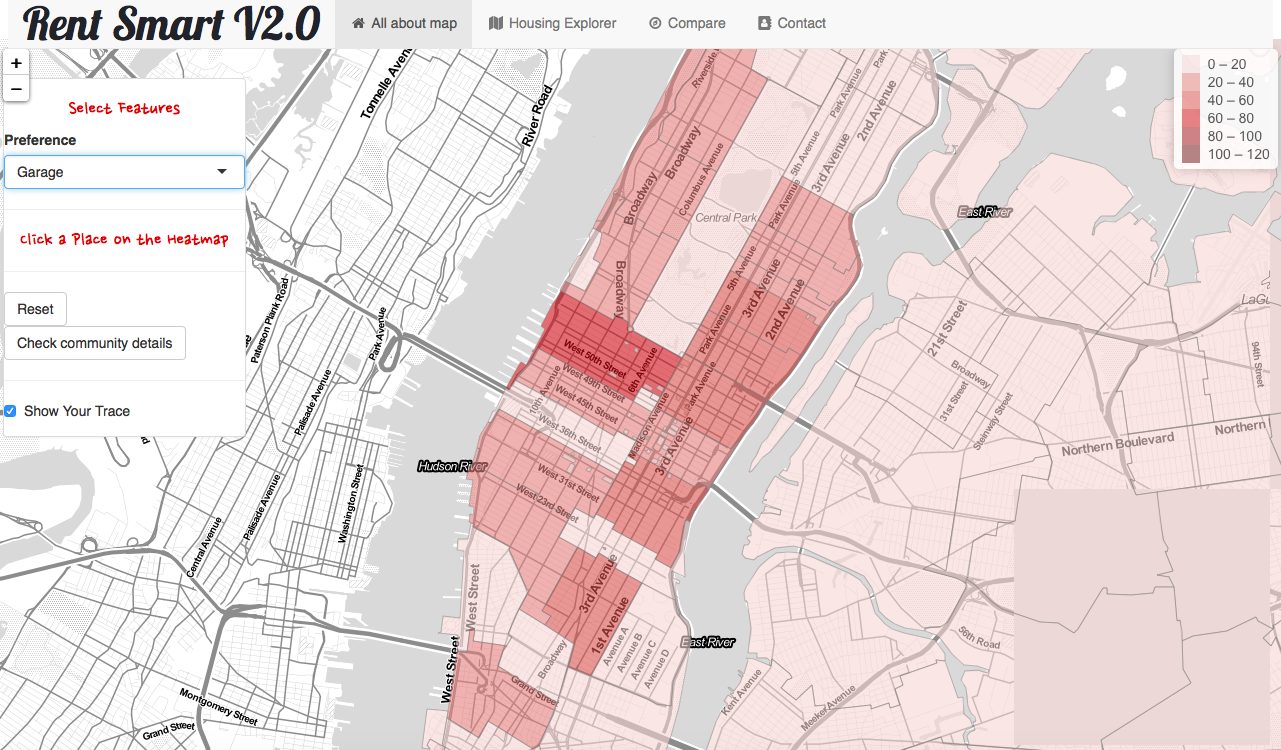 Rent Smart V2.0
All about map
Housing Explorer
Compare
Contact
+
−
Select Features
Preference
Garage
Click a Place on the Heatmap
Reset
Check community details
Show Your Trace
0 – 20
20 – 40
40 – 60
60 – 80
80 – 100
100 – 120
Tonnelle Avenu
River Road
Riverside
Park
Park Avenue
2nd Avenue
Broadway
5th Avenue
3rd Avenue
Columbus Avenue
Broadway
Central Park
Park Avenue
East River
Broadway
5th Avenue
3rd Avenue
2nd Avenue
Paterson Plank Road
Park Avenue
Park Avenue
LaGu
21st Street
West 50th Street
6th Avenue
West 49th Street
10th Avenue
West 45th Street
Park Avenue
Broadway
94th Street
31st Street
Steinway Street
Palisade Avenue
Madison Avenue
West 36th Street
3rd Avenue
Northern Boulevard
Northern
Hudson River
West 31st Street
West 23rd Street
Palisade Avenue
Washington Street
Central Avenue
West Street
3rd Avenue
1st Avenue
Avenue A
Avenue B
Avenue C
Avenue D
East River
56th Road
West Street
Broadway
Grand Street
Kent Avenue
Meeker Avenue
Montgomery Street
Grand Street